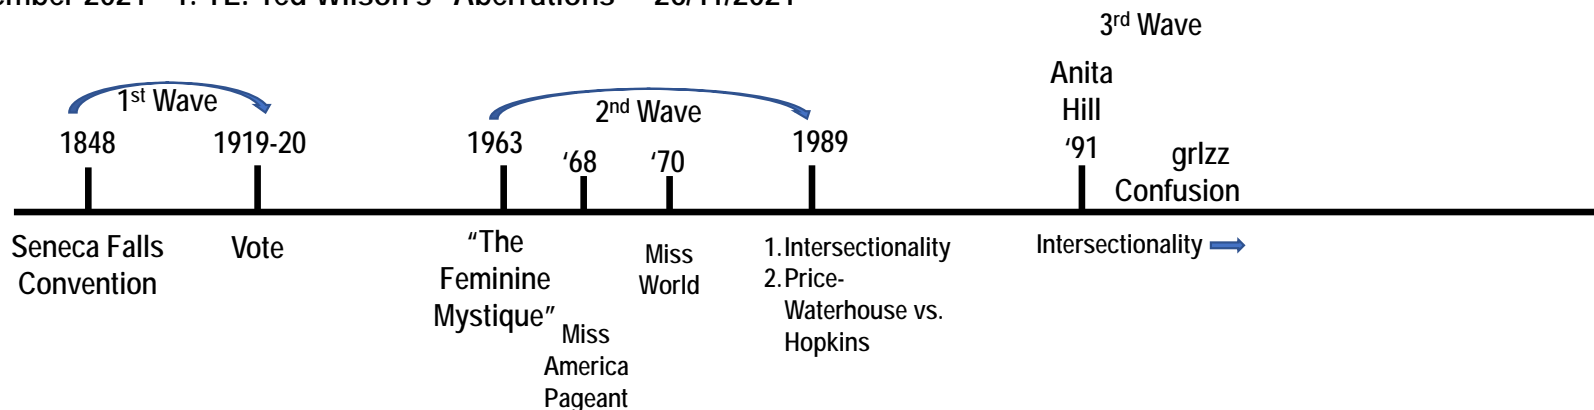 3rd Wave
Anita
Hill
1st Wave
2nd Wave
1848
1919-20
1963
‘68
‘70
1989
‘91
grlzz
Confusion
Seneca Falls
Convention
Vote
“The
Feminine
Mystique”
Miss
America
Pageant
Miss
World
1. Intersectionality
2. Price-
Waterhouse vs.
Hopkins
Intersectionality